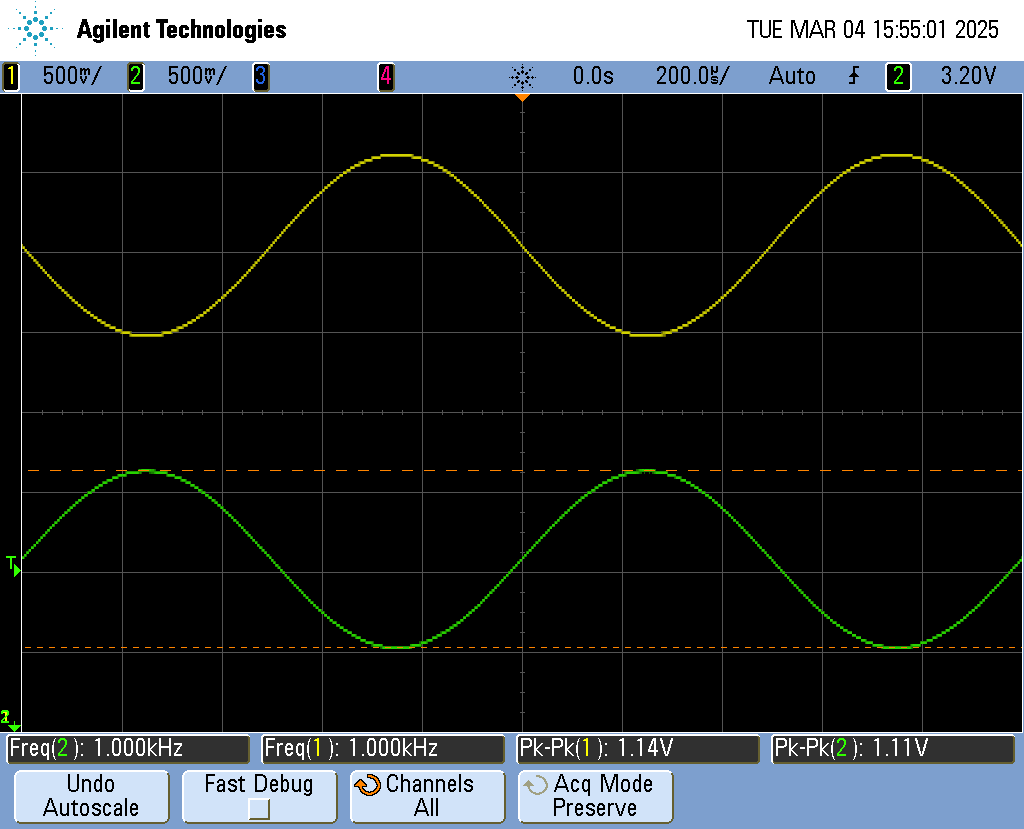 Agilent Technologies
TUE MAR 04 15:55:01 2025
1 500mV/ 2 500mV/ 3 4 0.0s 200.0µs/ Auto 2 3.20V
T
2
Freq(2): 1.000kHz Freq(1): 1.000kHz Pk-Pk(1): 1.14V Pk-Pk(2): 1.11V
Undo
Autoscale
Fast Debug
Channels
All
Acq Mode
Preserve